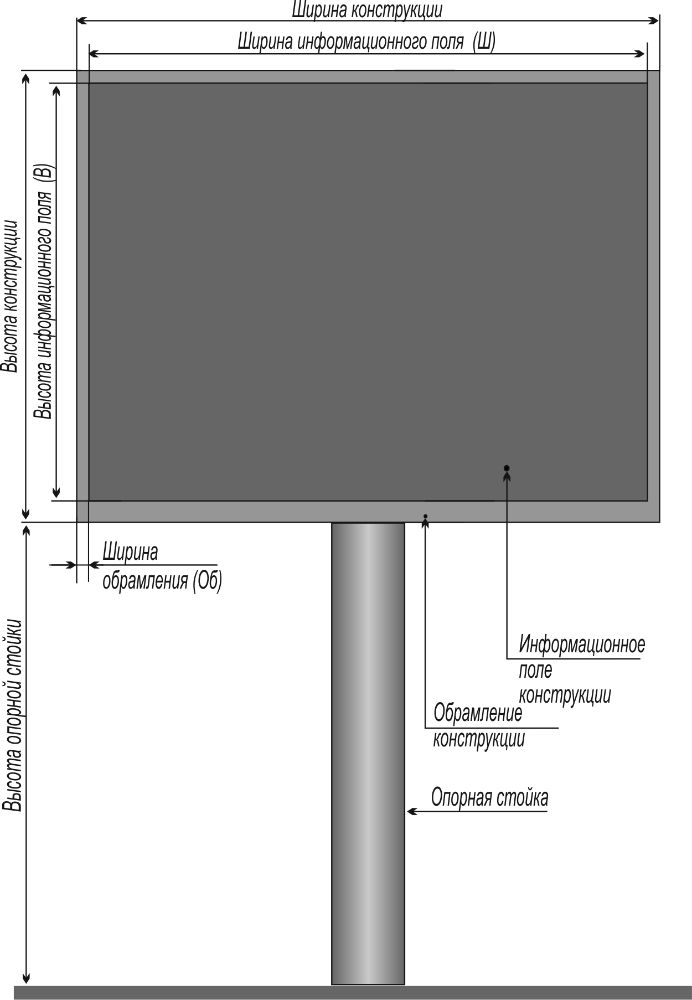 Ширина конструкции
Ширина информационного поля (Ш)
Высота конструкции
Высота информационного поля (В)
Ширина
обрамления (Об)
Высота опорной стойки
Информационное
поле
конструкции
Обрамление
конструкции
Опорная стойка